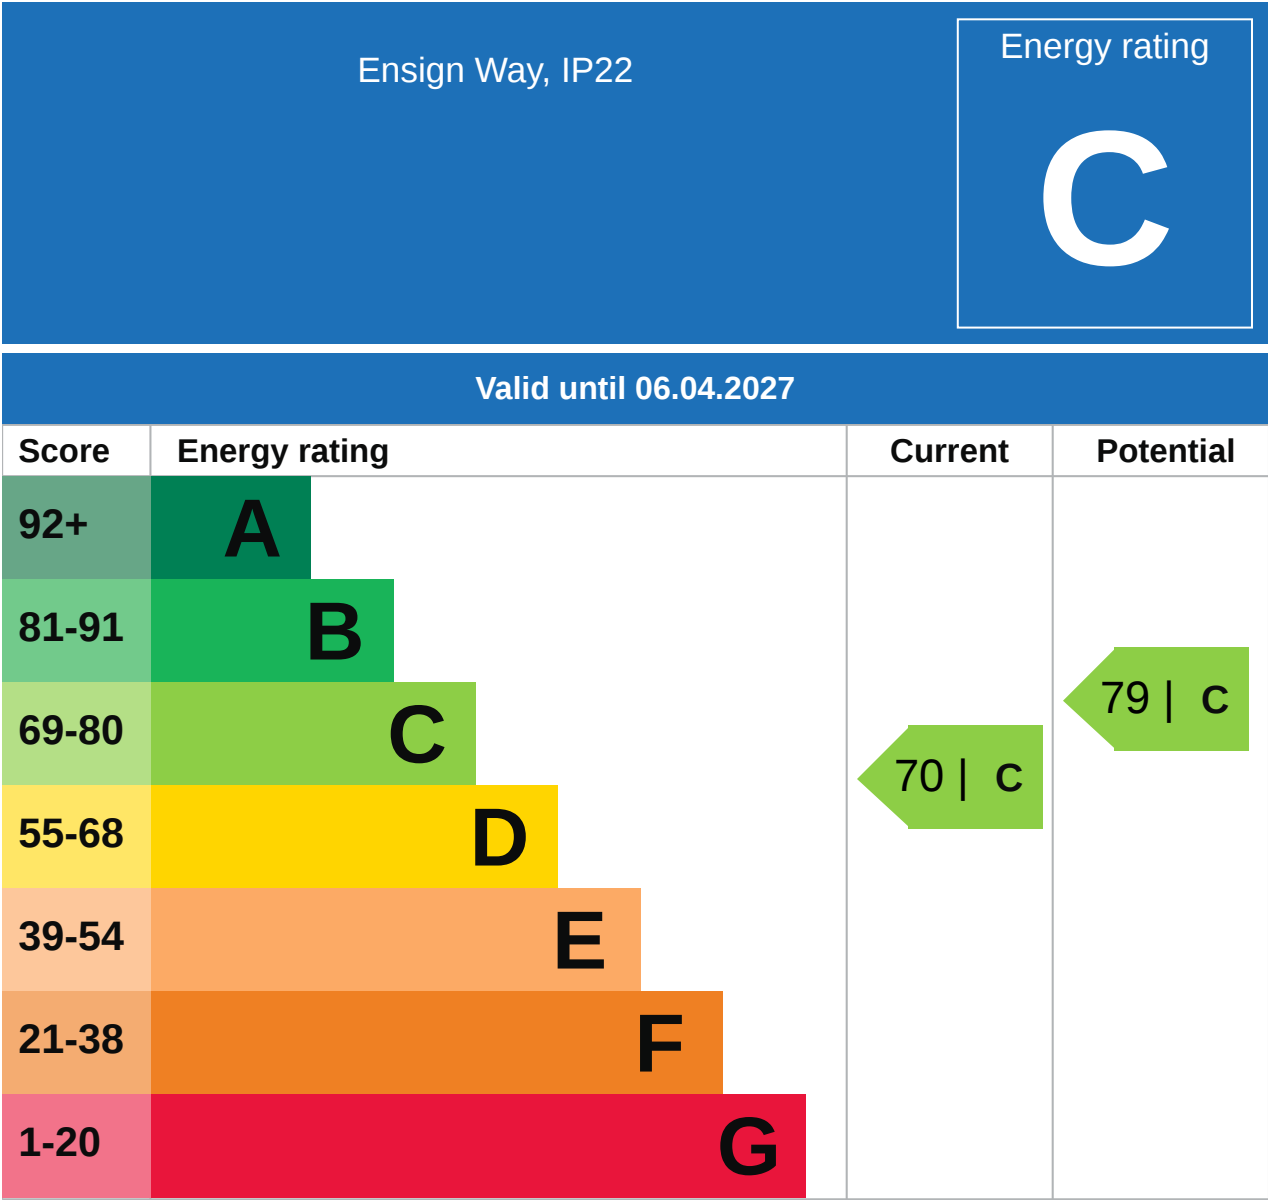 Ensign Way, IP22
Energy rating
C
Valid until 06.04.2027
Score Energy rating Current Potential
92+ A
81-91 B
69-80 C
79 | C
70 | C
55-68 D
39-54 E
21-38 F
1-20 G